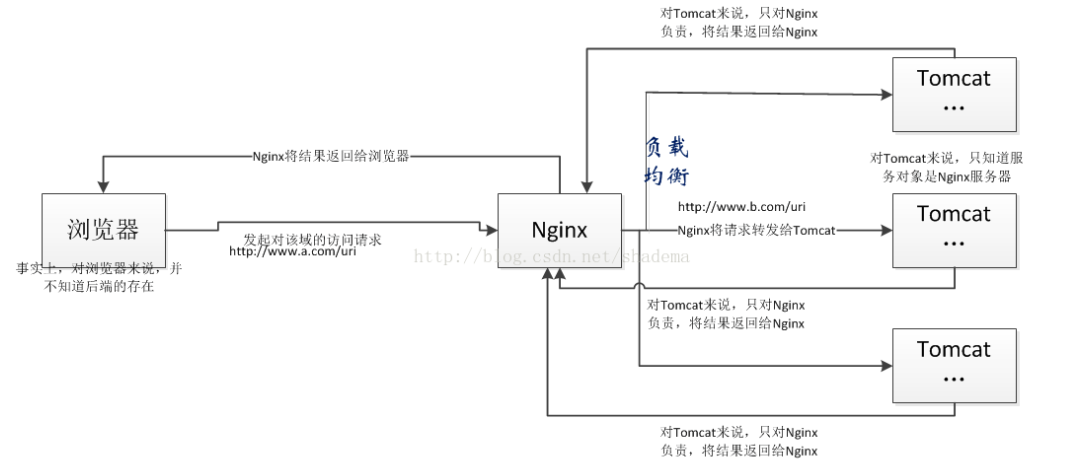 对Tomcat来说，只对Nginx
负责，将结果返回给Nginx
Tomcat
...
负载
均衡
Nginx将结果返回给浏览器
对Tomcat来说，只知道服
务对象是Nginx服务器
浏览器
发起对该域的访问请求
http://www.a.com/uri
Nginx
http://www.b.com/uri
Nginx将请求转发给Tomcat
Tomcat
...
http://blog.csdn.net/shadema
事实上，对浏览器来说，并
不知道后端的存在
对Tomcat来说，只对Nginx
负责，将结果返回给Nginx
Tomcat
...
对Tomcat来说，只对Nginx
负责，将结果返回给Nginx